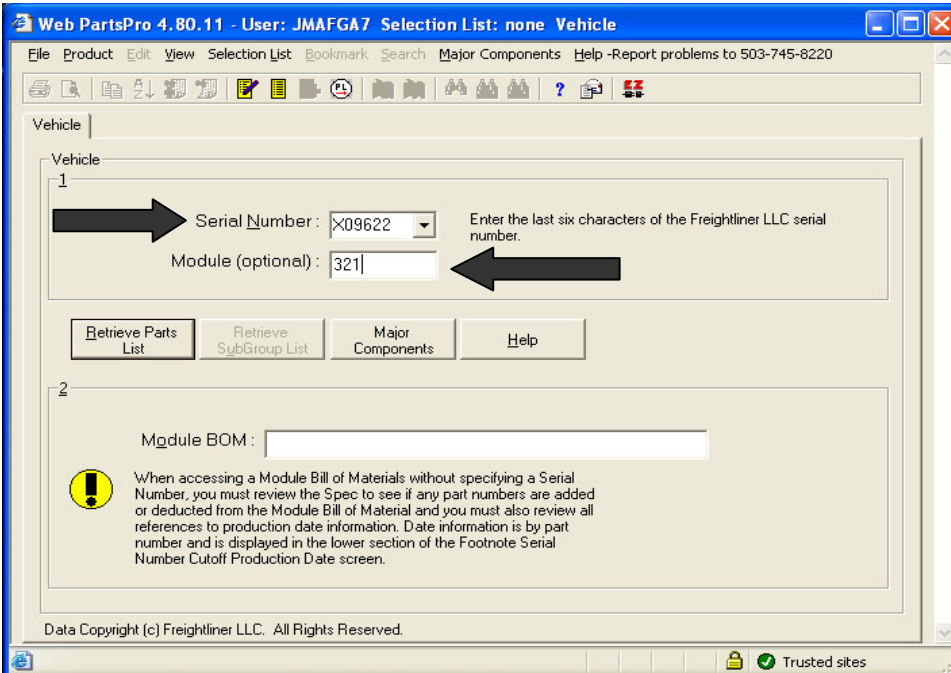 Web PartsPro 4.80.11 - User: JMAFGA7 Selection List: none Vehicle
File Product Edit View Selection List Bookmark Search Major Components Help -Report problems to 503-745-8220
Vehicle
Vehicle
1
Serial Number : X09622
Enter the last six characters of the Freightliner LLC serial
number.
Module (optional) : 321
Retrieve Parts
List
Retrieve
SubGroup List
Major
Components
Help
2
Module BOM :
When accessing a Module Bill of Materials without specifying a Serial
Number, you must review the Spec to see if any part numbers are added
or deducted from the Module Bill of Material and you must also review all
references to production date information. Date information is by part
number and is displayed in the lower section of the Footnote Serial
Number Cutoff Production Date screen.
Data Copyright (c) Freightliner LLC. All Rights Reserved.
Trusted sites